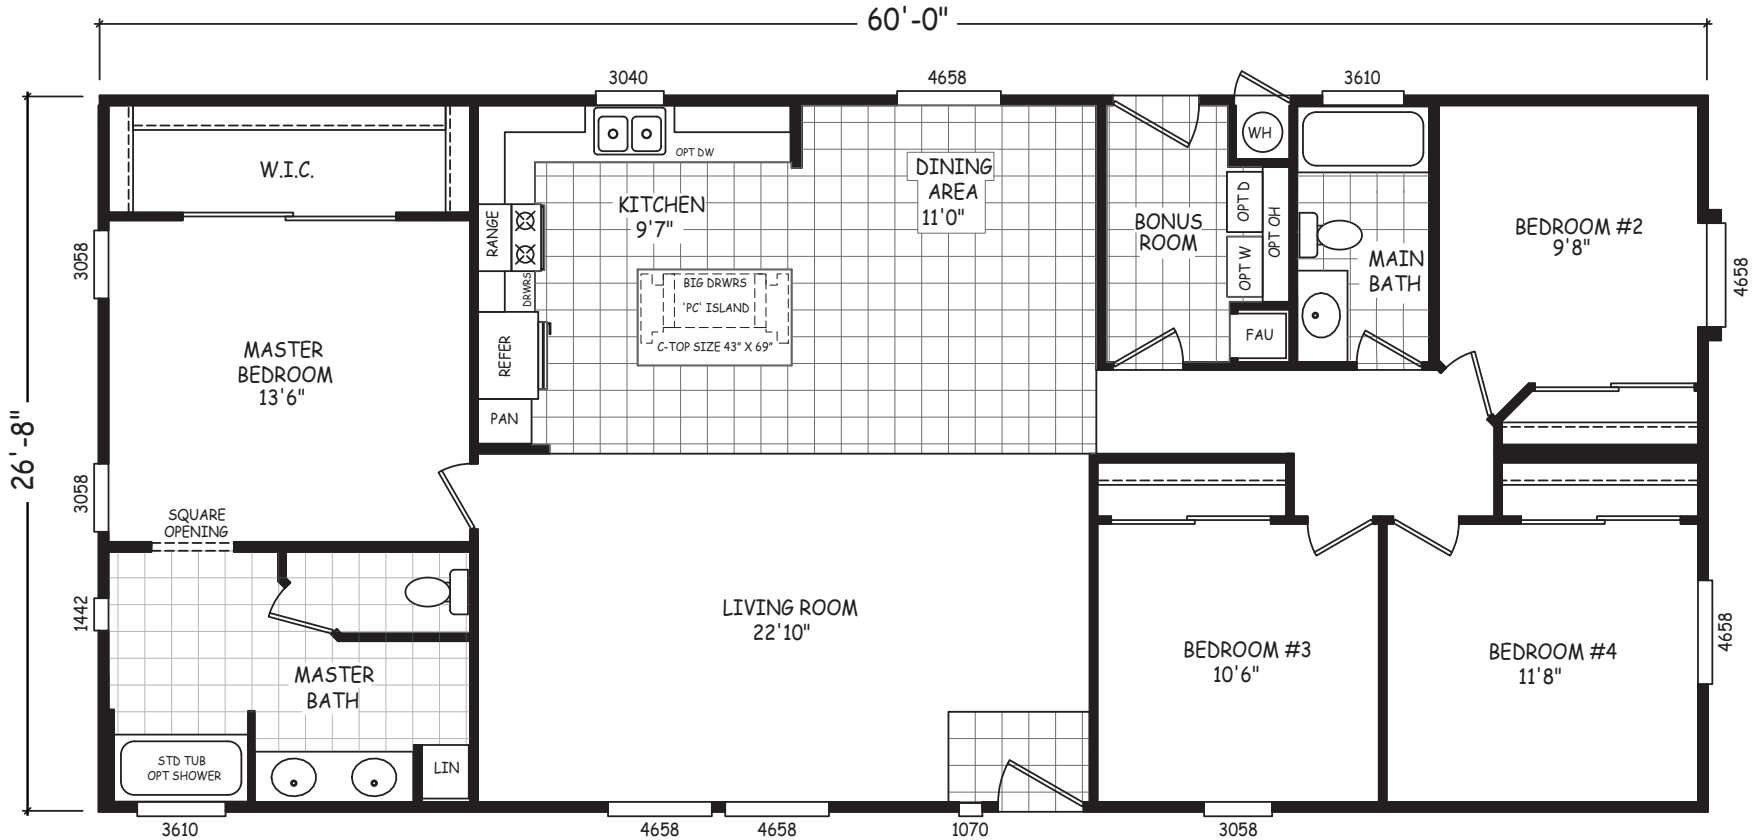 60'-0"
3040
4658
3610
W.I.C.
OPT DW
WH
DINING
AREA
11'0"
KITCHEN
9'7"
RANGE
BONUS
ROOM
OPT D
OPT OH
OPT W
MAIN
BATH
BEDROOM #2
9'8"
3058
4658
DRWRS
BIG DRWRS
'PC' ISLAND
C-TOP SIZE 43" X 69"
REFER
FAU
MASTER
BEDROOM
13'6"
PAN
26'-8"
3058
SQUARE
OPENING
1442
LIVING ROOM
22'10"
BEDROOM #3
10'6"
BEDROOM #4
11'8"
4658
MASTER
BATH
STD TUB
OPT SHOWER
LIN
3610
4658
4658
1070
3058